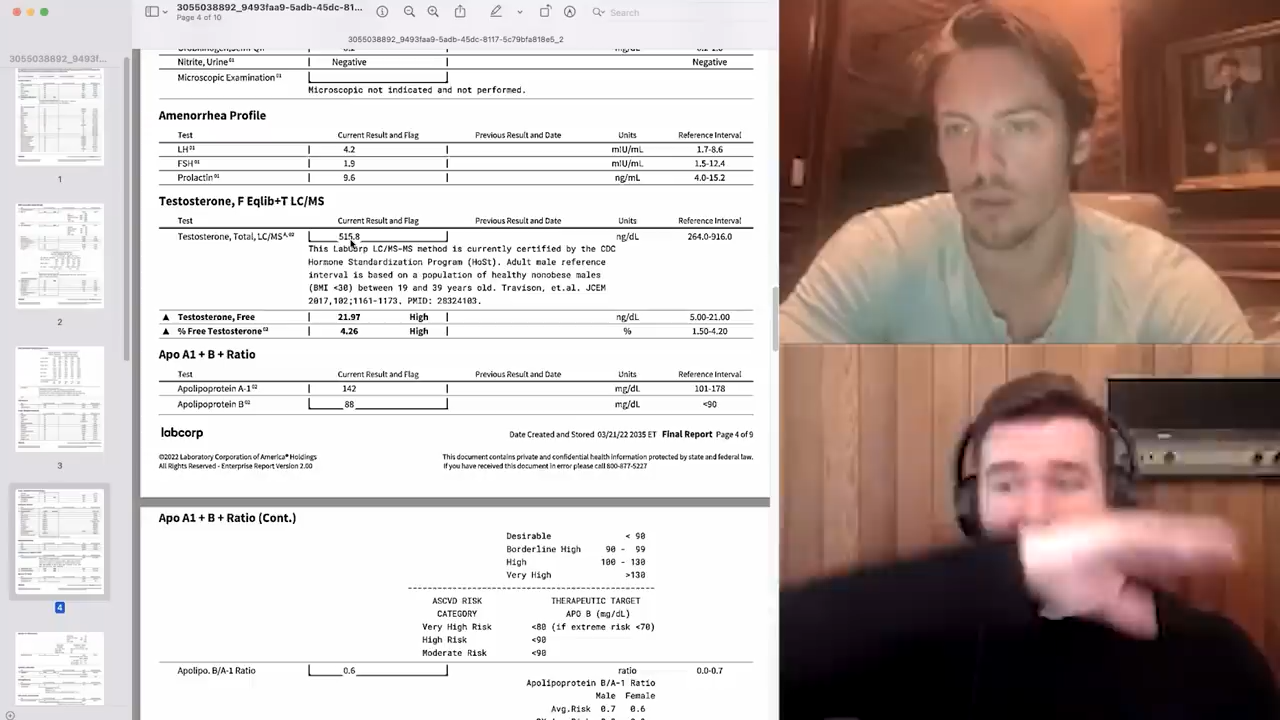 3055038892_9493faa9-5adb-45dc-81...
Page 4 of 10
Search
3055038892_9493faa9-5adb-45dc-8117-5c79bfa818e5_2
3055038892_9493f...
Nitrite, Urine 01 Negative Negative
Microscopic Examination 01
Microscopic not indicated and not performed.
Amenorrhea Profile
Test Current Result and Flag Previous Result and Date Units Reference Interval
LH 01 4.2 mIU/mL 1.7-8.6
FSH 01 1.9 mIU/mL 1.5-12.4
Prolactin 01 9.6 ng/mL 4.0-15.2
Testosterone, F Eqlib+T LC/MS
Test Current Result and Flag Previous Result and Date Units Reference Interval
Testosterone, Total, LC/MS A,02 515.8 ng/dL 264.0-916.0
This LabCorp LC/MS-MS method is currently certified by the CDC
Hormone Standardization Program (HoSt). Adult male reference
interval is based on a population of healthy nonobese males
(BMI <30) between 19 and 39 years old. Travison, et.al. JCEM
2017,102;1161-1173. PMID: 28324103.
▲ Testosterone, Free 21.97 High ng/dL 5.00-21.00
▲ % Free Testosterone 03 4.26 High % 1.50-4.20
Apo A1 + B + Ratio
Test Current Result and Flag Previous Result and Date Units Reference Interval
Apolipoprotein A-1 02 142 mg/dL 101-178
Apolipoprotein B 02 88 mg/dL <90
labcorp
Date Created and Stored 03/21/22 2035 ET Final Report Page 4 of 9
©2022 Laboratory Corporation of America® Holdings
All Rights Reserved - Enterprise Report Version 2.00
This document contains private and confidential health information protected by state and federal law.
If you have received this document in error please call 800-877-5227
Apo A1 + B + Ratio (Cont.)
Desirable < 90
Borderline High 90 - 99
High 100 - 130
Very High >130
ASCVD RISK THERAPEUTIC TARGET
CATEGORY APO B (mg/dL)
Very High Risk <80 (if extreme risk <70)
High Risk <90
Moderate Risk <90
Apolipo. B/A-1 Ratio 0.6 ratio 0.0-0.7
Apolipoprotein B/A-1 Ratio
Male Female
Avg.Risk 0.7 0.6
1
2
3
4